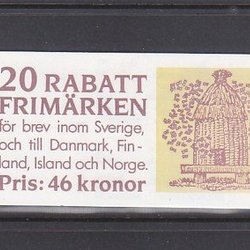 20 RABATT
FRIMÄRKEN
för brev inom Sverige,
och till Danmark, Fin-
land, Island och Norge.
Pris: 46 kronor